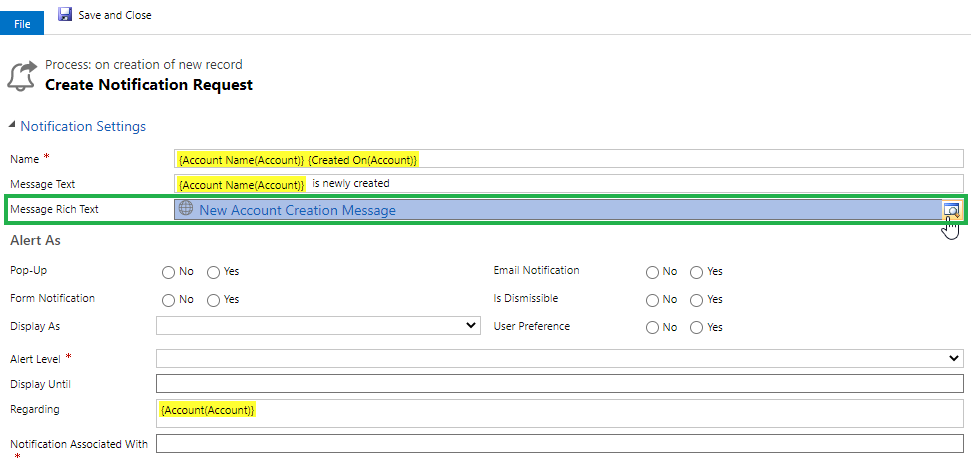 File Save and Close
Process: on creation of new record
Create Notification Request
Notification Settings
Name * {Account Name(Account)} {Created On(Account)}
Message Text {Account Name(Account)} is newly created
Message Rich Text New Account Creation Message
Alert As
Pop-Up No Yes Email Notification No Yes
Form Notification No Yes Is Dismissible No Yes
Display As User Preference No Yes
Alert Level *
Display Until
Regarding {Account(Account)}
Notification Associated With
*